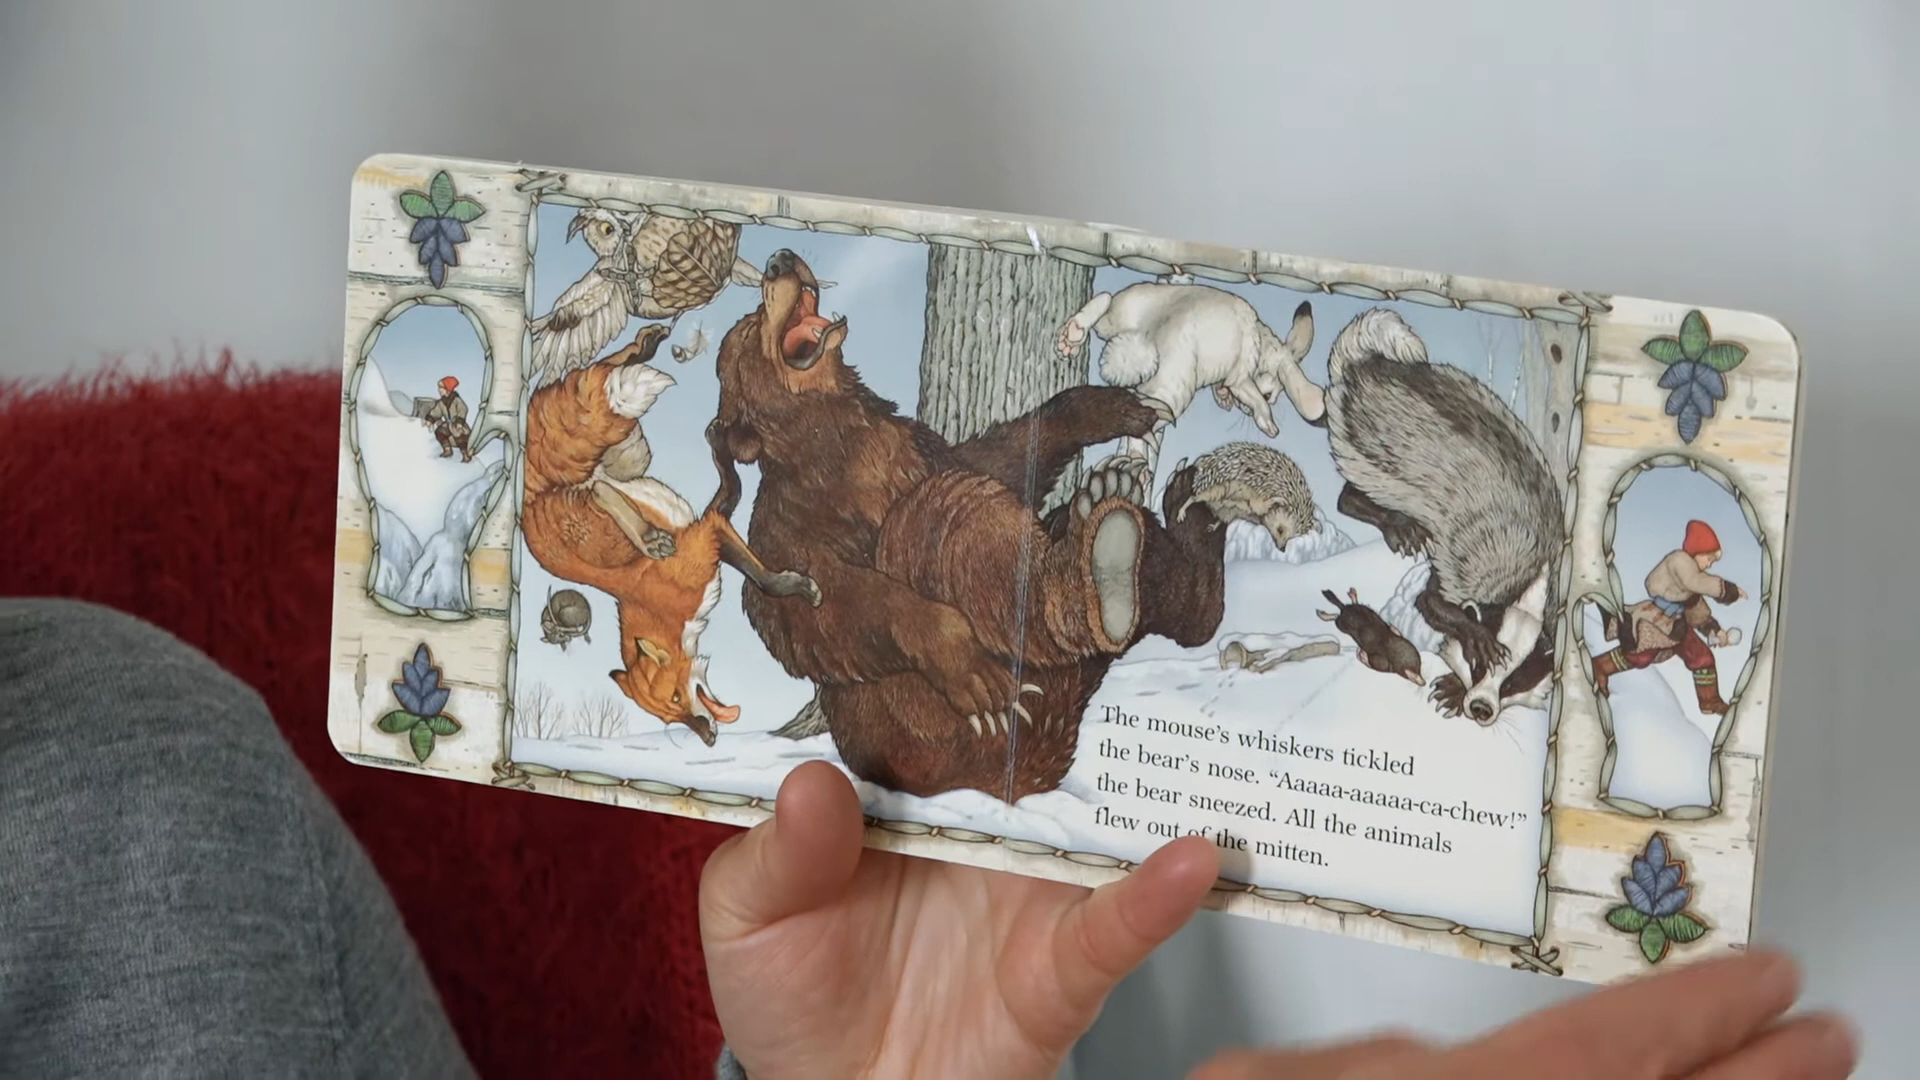 The mouse's whiskers tickled
the bear's nose. “Aaaaa-aaaaa-ca-chew!”
the bear sneezed. All the animals
flew out of the mitten.